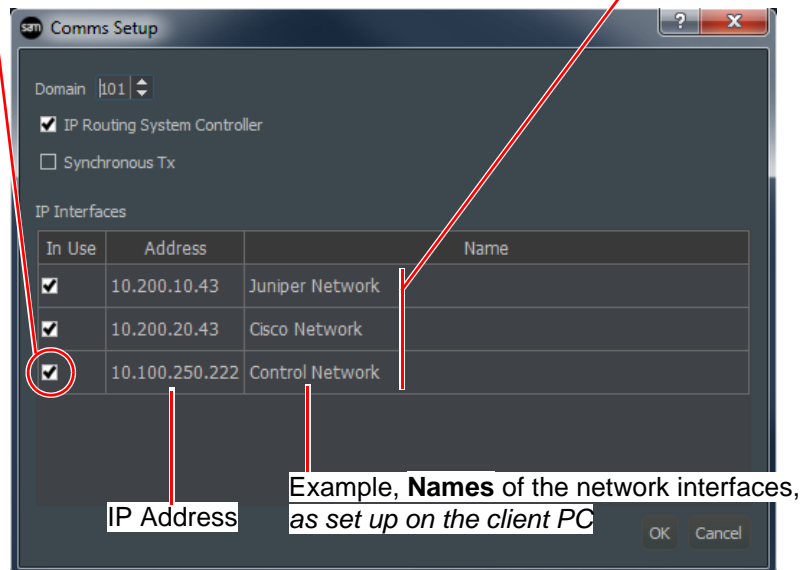 sam Comms Setup ? X
Domain 101
IP Routing System Controller
Synchronous Tx
IP Interfaces
In Use Address Name
10.200.10.43 Juniper Network
10.200.20.43 Cisco Network
10.100.250.222 Control Network
Example, Names of the network interfaces,
IP Address as set up on the client PC
OK Cancel